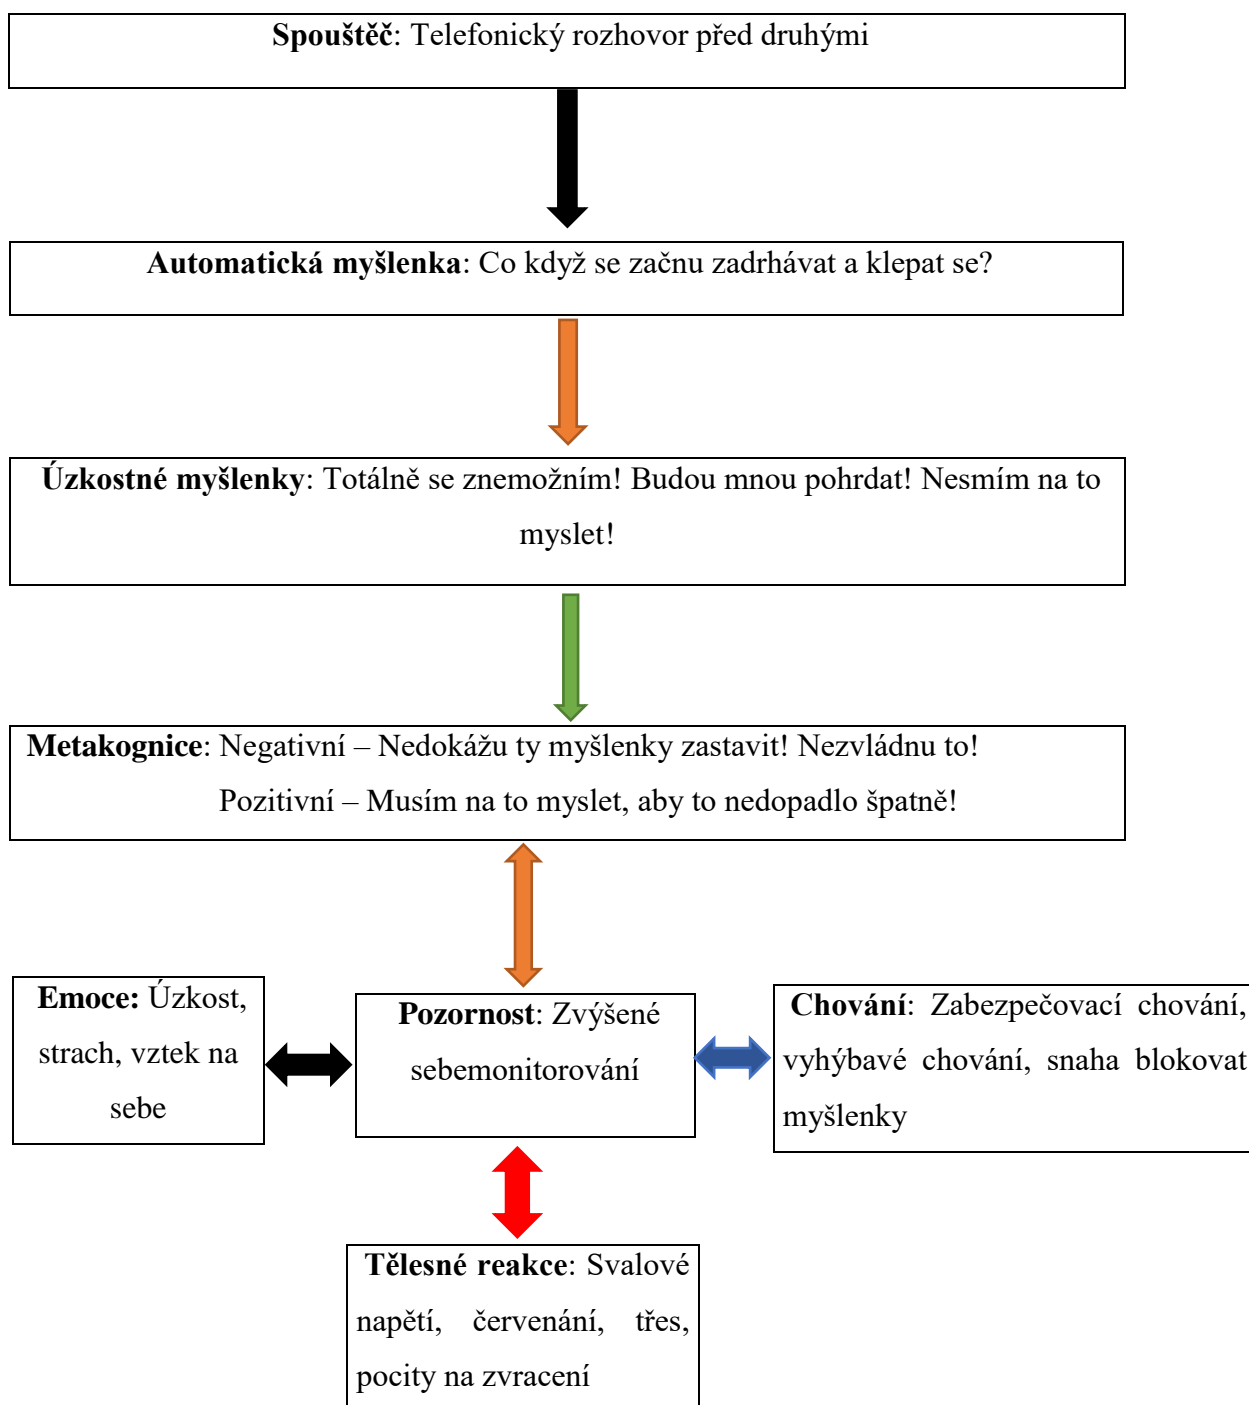 Spouštěč: Telefonický rozhovor před druhými
Automatická myšlenka: Co když se začnu zadrhávat a klepat se?
Úzkostné myšlenky: Totálně se znemožním! Budou mnou pohrdat! Nesmím na to
myslet!
Metakognice: Negativní – Nedokážu ty myšlenky zastavit! Nezvládnu to!
Pozitivní – Musím na to myslet, aby to nedopadlo špatně!
Emoce: Úzkost,
strach, vztek na
sebe
Pozornost: Zvýšené
sebemonitorování
Chování: Zabezpečovací chování,
vyhýbavé chování, snaha blokovat
myšlenky
Tělesné reakce: Svalové
napětí, červenání, třes,
pocity na zvracení